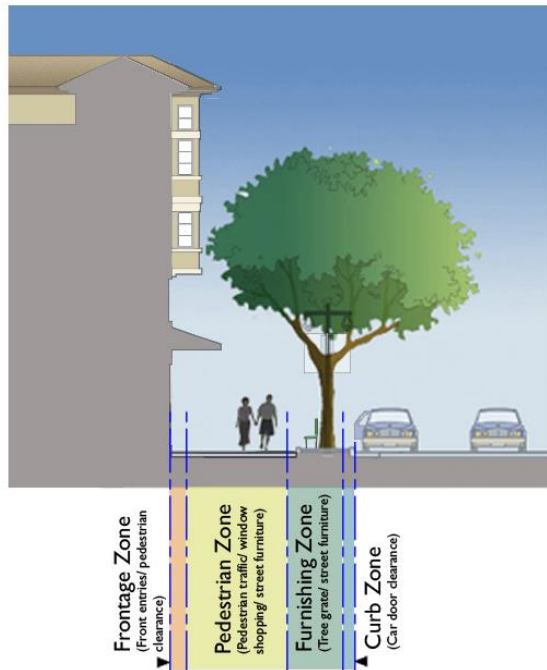 Frontage Zone
(Front entries/ pedestrian
clearance)
Pedestrian Zone
(Pedestrian traffic/ window
shopping/ street furniture)
Furnishing Zone
(Tree grate/ street furniture)
Curb Zone
(Car door clearance)